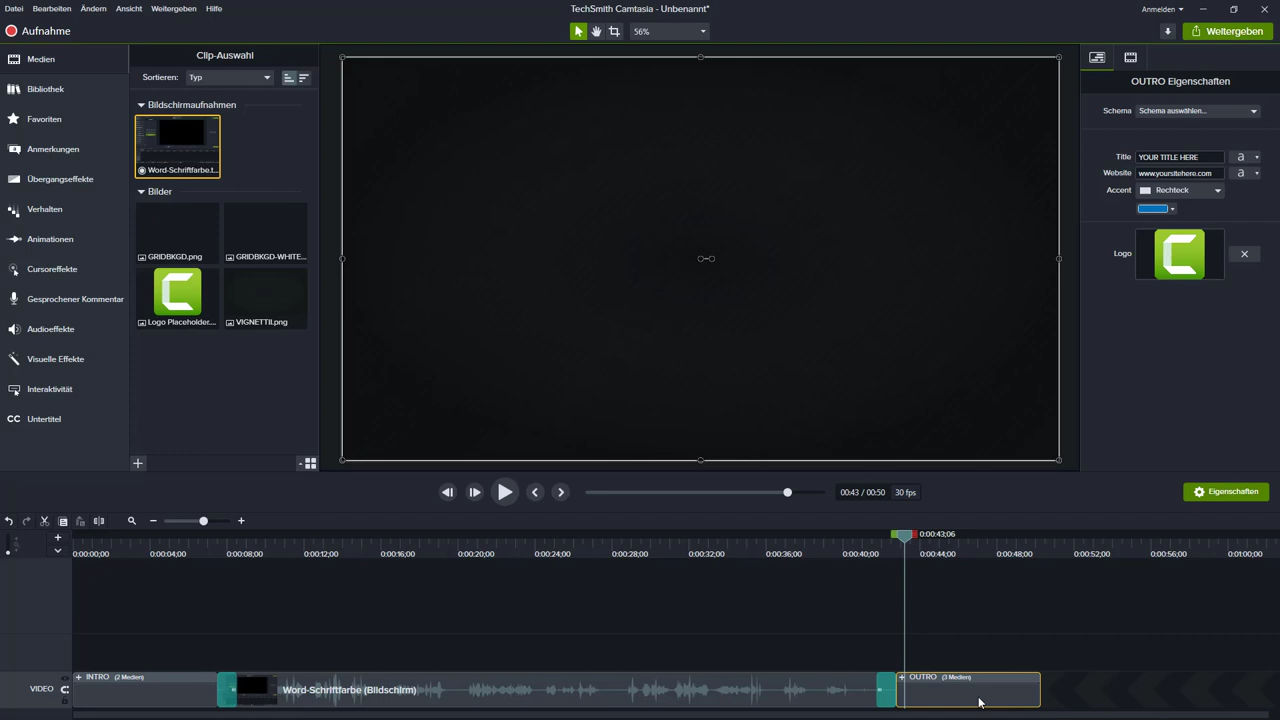 Datei Bearbeiten Ändern Ansicht Weitergeben Hilfe
TechSmith Camtasia - Unbenannt*
Anmelden
Aufnahme
56%
Weitergeben
Medien
Bibliothek
Favoriten
Anmerkungen
Übergangseffekte
Verhalten
Animationen
Cursoreffekte
Gesprochener Kommentar
Audioeffekte
Visuelle Effekte
Interaktivität
CC Untertitel
Clip-Auswahl
Sortieren: Typ
Bildschirmaufnahmen
Word-Schriftfarbe.t...
Bilder
GRIDBKGD.png
GRIDBKGD-WHITE...
Logo Placeholder....
VIGNETTII.png
OUTRO Eigenschaften
Schema Schema auswählen...
Title YOUR TITLE HERE a
Website www.yoursitehere.com a
Accent Rechteck
Logo
00:43 / 00:50 30 fps
Eigenschaften
0:00:43;06
0:00:00;00 0:00:04;00 0:00:08;00 0:00:12;00 0:00:16;00 0:00:20;00 0:00:24;00 0:00:28;00 0:00:32;00 0:00:36;00 0:00:40;00 0:00:44;00 0:00:48;00 0:00:52;00 0:00:56;00 0:01:00;00
VIDEO
+ INTRO (2 Medien)
Word-Schriftfarbe (Bildschirm)
+ OUTRO (3 Medien)